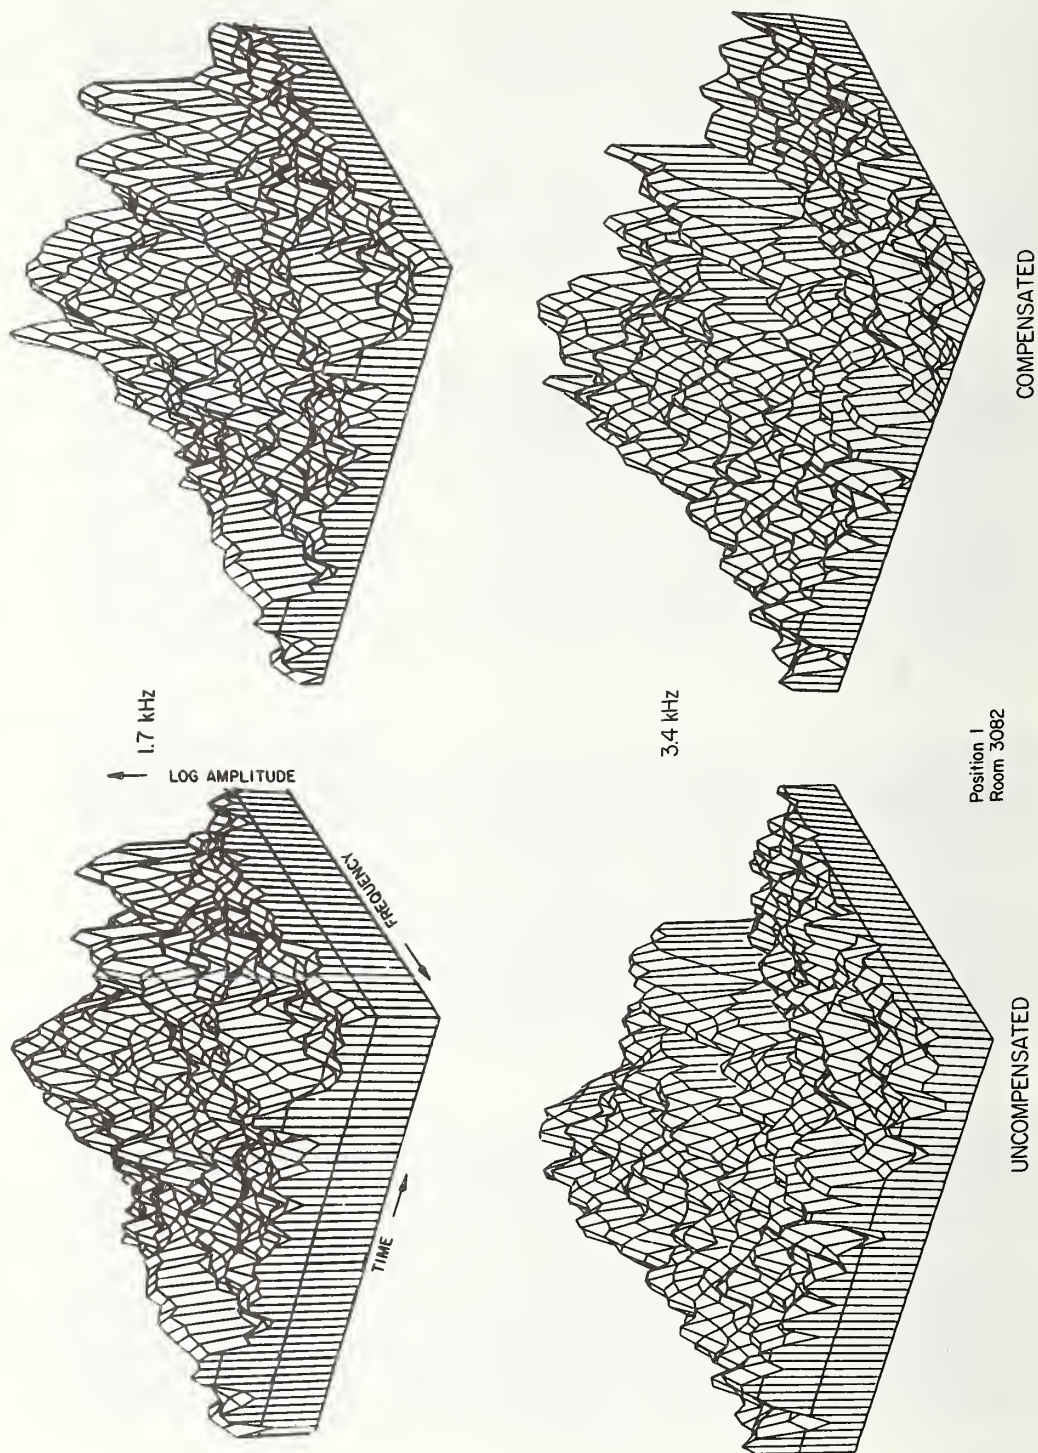 1.7 kHz
LOG AMPLITUDE
FREQUENCY
TIME
3.4 kHz
Position 1
Room 3082
UNCOMPENSATED
COMPENSATED